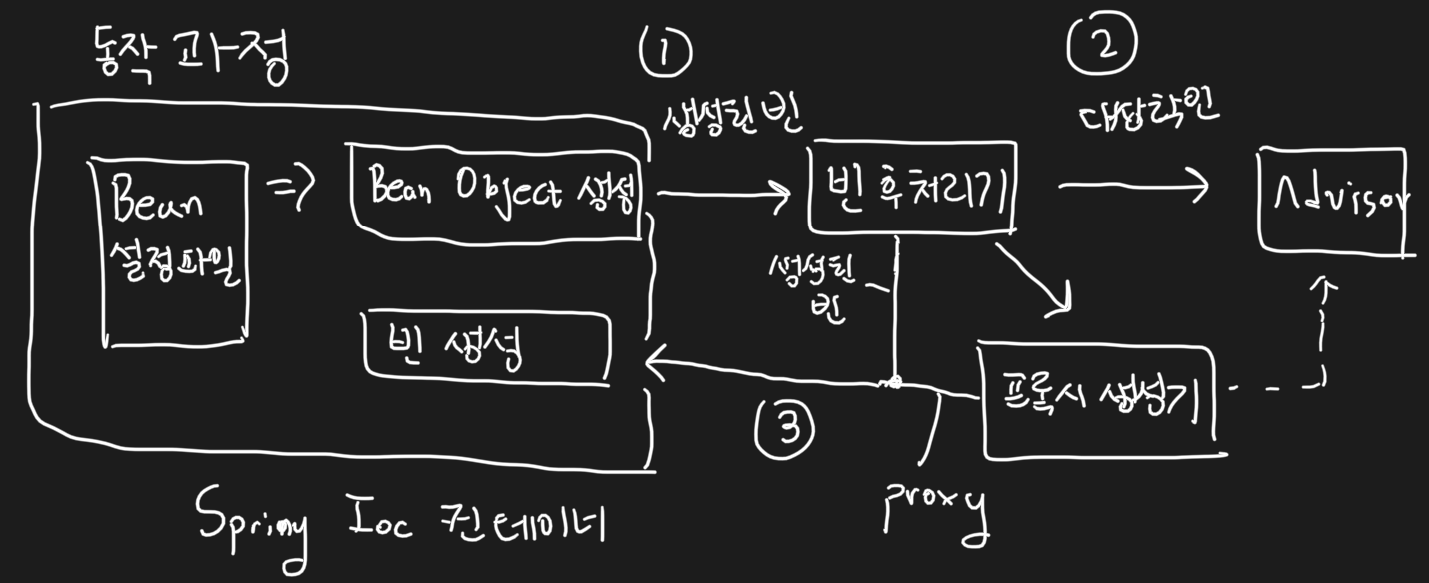 동작 과정
①
생성된 빈
②
대답확인
Bean
설정파일
=>
Bean Object 생성
빈 후처리기
Advisor
생성된
빈
빈 생성
프록시 생성기
③
proxy
Spring Ioc 컨테이너